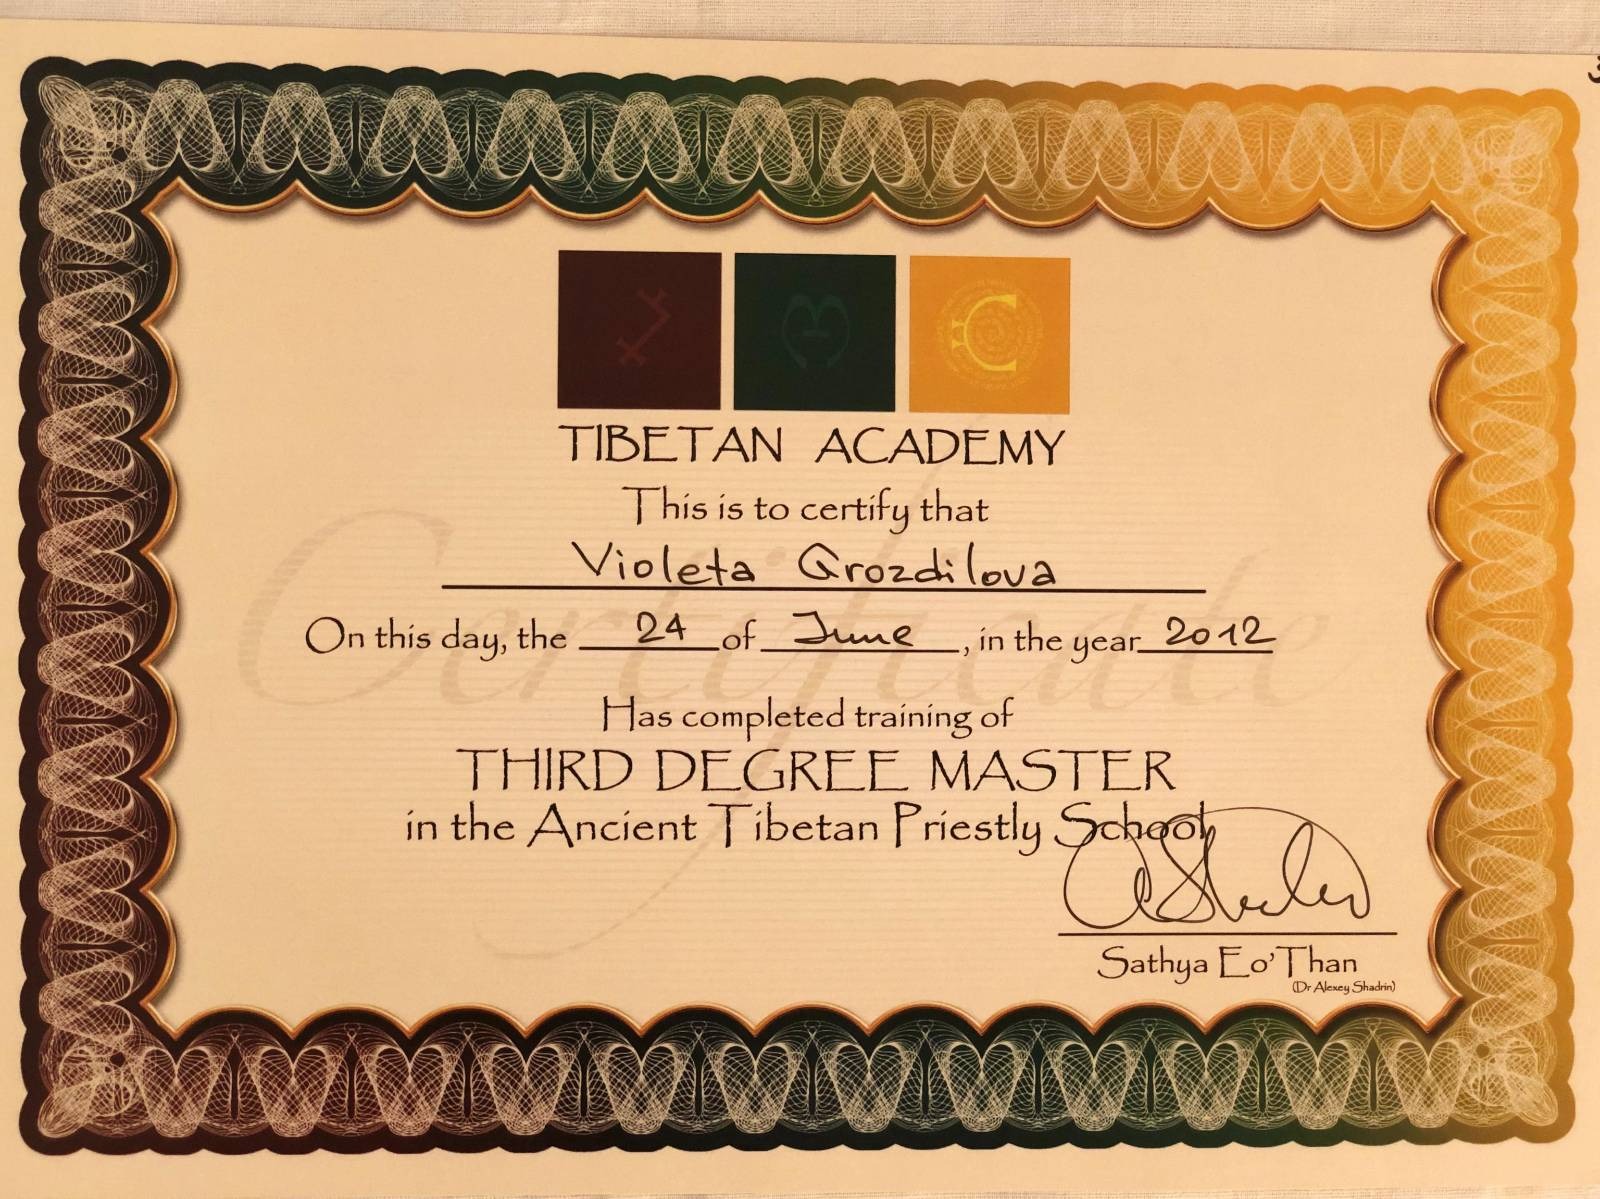 TIBETAN ACADEMY
This is to certify that
Violeta Grozdilova
On this day, the 24 of June, in the year 2012
Has completed training of
THIRD DEGREE MASTER
in the Ancient Tibetan Priestly School
Sathya Eo'Than
(Dr Alexey Shadrin)
Certificate